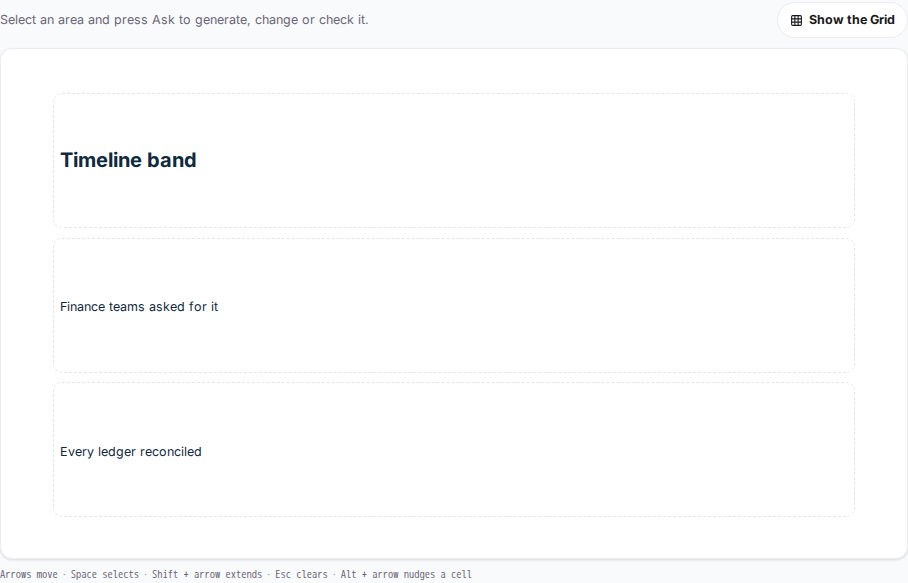 Select an area and press Ask to generate, change or check it.
Show the Grid
Timeline band
Finance teams asked for it
Every ledger reconciled
Arrows move · Space selects · Shift + arrow extends · Esc clears · Alt + arrow nudges a cell